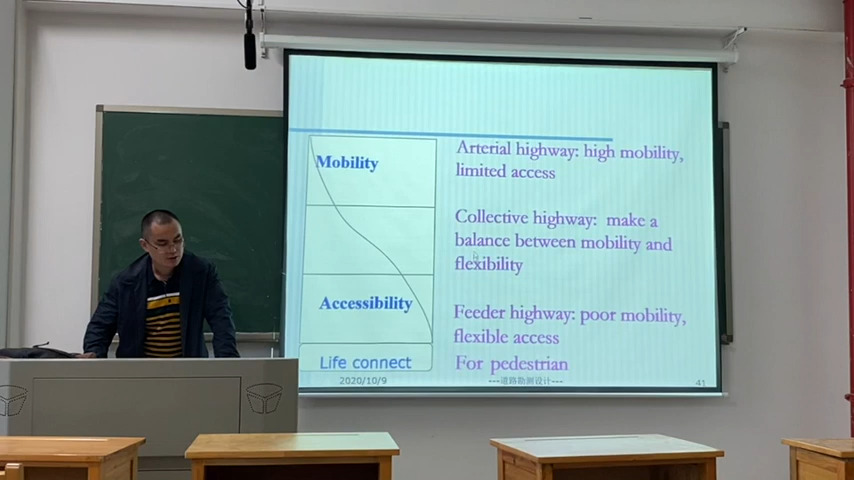 Mobility
Arterial highway: high mobility,
limited access
Collective highway: make a
balance between mobility and
flexibility
Accessibility
Feeder highway: poor mobility,
flexible access
Life connect
For pedestrian
2020/10/9
---道路勘测设计---
41